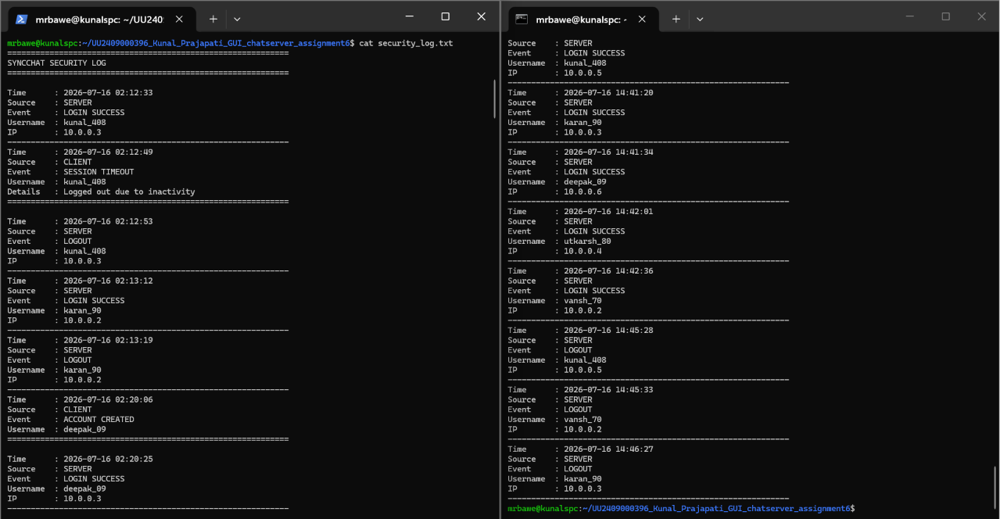 mrbawe@kunalspc: ~/UU240
mrbawe@kunalspc:~/UU2409000396_Kunal_Prajapati_GUI_chatserver_assignment6$ cat security_log.txt
============================================================
SYNCCHAT SECURITY LOG
============================================================
Time : 2026-07-16 02:12:33
Source : SERVER
Event : LOGIN SUCCESS
Username : kunal_408
IP : 10.0.0.3
------------------------------------------------------------
Time : 2026-07-16 02:12:49
Source : CLIENT
Event : SESSION TIMEOUT
Username : kunal_408
Details : Logged out due to inactivity
============================================================
Time : 2026-07-16 02:12:53
Source : SERVER
Event : LOGOUT
Username : kunal_408
IP : 10.0.0.3
------------------------------------------------------------
Time : 2026-07-16 02:13:12
Source : SERVER
Event : LOGIN SUCCESS
Username : karan_90
IP : 10.0.0.2
------------------------------------------------------------
Time : 2026-07-16 02:13:19
Source : SERVER
Event : LOGOUT
Username : karan_90
IP : 10.0.0.2
------------------------------------------------------------
Time : 2026-07-16 02:20:06
Source : CLIENT
Event : ACCOUNT CREATED
Username : deepak_09
============================================================
Time : 2026-07-16 02:20:25
Source : SERVER
Event : LOGIN SUCCESS
Username : deepak_09
IP : 10.0.0.3
------------------------------------------------------------
mrbawe@kunalspc: ~
Source : SERVER
Event : LOGIN SUCCESS
Username : kunal_408
IP : 10.0.0.5
------------------------------------------------------------
Time : 2026-07-16 14:41:20
Source : SERVER
Event : LOGIN SUCCESS
Username : karan_90
IP : 10.0.0.3
------------------------------------------------------------
Time : 2026-07-16 14:41:34
Source : SERVER
Event : LOGIN SUCCESS
Username : deepak_09
IP : 10.0.0.6
------------------------------------------------------------
Time : 2026-07-16 14:42:01
Source : SERVER
Event : LOGIN SUCCESS
Username : utkarsh_80
IP : 10.0.0.4
------------------------------------------------------------
Time : 2026-07-16 14:42:36
Source : SERVER
Event : LOGIN SUCCESS
Username : vansh_70
IP : 10.0.0.2
------------------------------------------------------------
Time : 2026-07-16 14:45:28
Source : SERVER
Event : LOGOUT
Username : kunal_408
IP : 10.0.0.5
------------------------------------------------------------
Time : 2026-07-16 14:45:33
Source : SERVER
Event : LOGOUT
Username : vansh_70
IP : 10.0.0.2
------------------------------------------------------------
Time : 2026-07-16 14:46:27
Source : SERVER
Event : LOGOUT
Username : karan_90
IP : 10.0.0.3
------------------------------------------------------------
mrbawe@kunalspc:~/UU2409000396_Kunal_Prajapati_GUI_chatserver_assignment6$